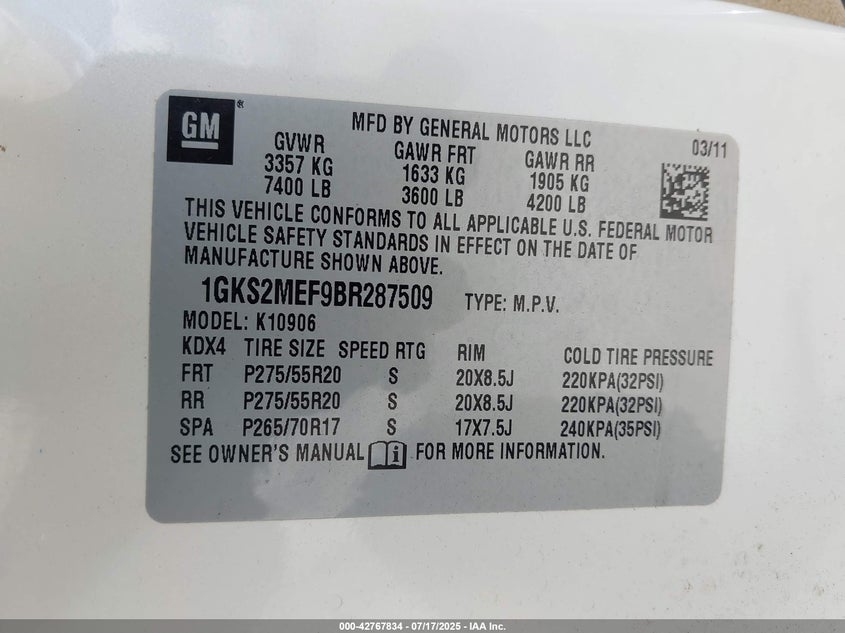 GM®
MFD BY GENERAL MOTORS LLC 03/11
GVWR GAWR FRT GAWR RR
3357 KG 1633 KG 1905 KG
7400 LB 3600 LB 4200 LB
THIS VEHICLE CONFORMS TO ALL APPLICABLE U.S. FEDERAL MOTOR
VEHICLE SAFETY STANDARDS IN EFFECT ON THE DATE OF
MANUFACTURE SHOWN ABOVE.
1GKS2MEF9BR287509 TYPE: M.P.V.
MODEL: K10906
KDX4 TIRE SIZE SPEED RTG RIM COLD TIRE PRESSURE
FRT P275/55R20 S 20X8.5J 220KPA(32PSI)
RR P275/55R20 S 20X8.5J 220KPA(32PSI)
SPA P265/70R17 S 17X7.5J 240KPA(35PSI)
SEE OWNER'S MANUAL i FOR MORE INFORMATION.
000-42767834 - 07/17/2025 - IAA Inc.